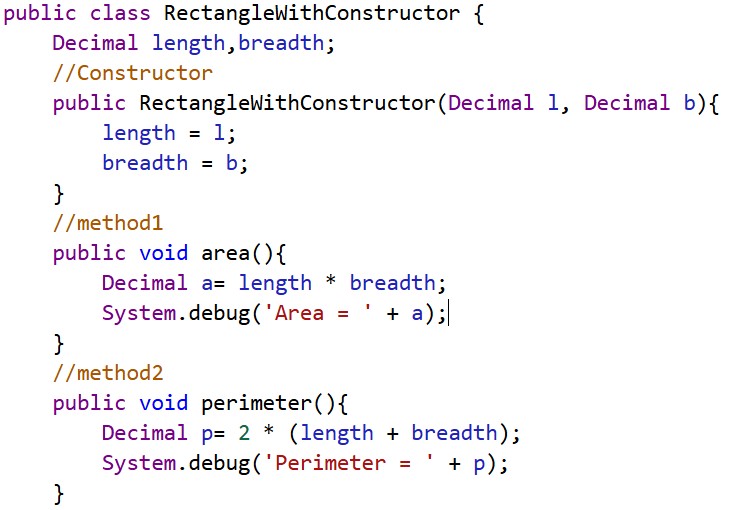 public class RectangleWithConstructor {
    Decimal length,breadth;
    //Constructor
    public RectangleWithConstructor(Decimal l, Decimal b){
        length = l;
        breadth = b;
    }
    //method1
    public void area(){
        Decimal a= length * breadth;
        System.debug('Area = ' + a);
    }
    //method2
    public void perimeter(){
        Decimal p= 2 * (length + breadth);
        System.debug('Perimeter = ' + p);
    }